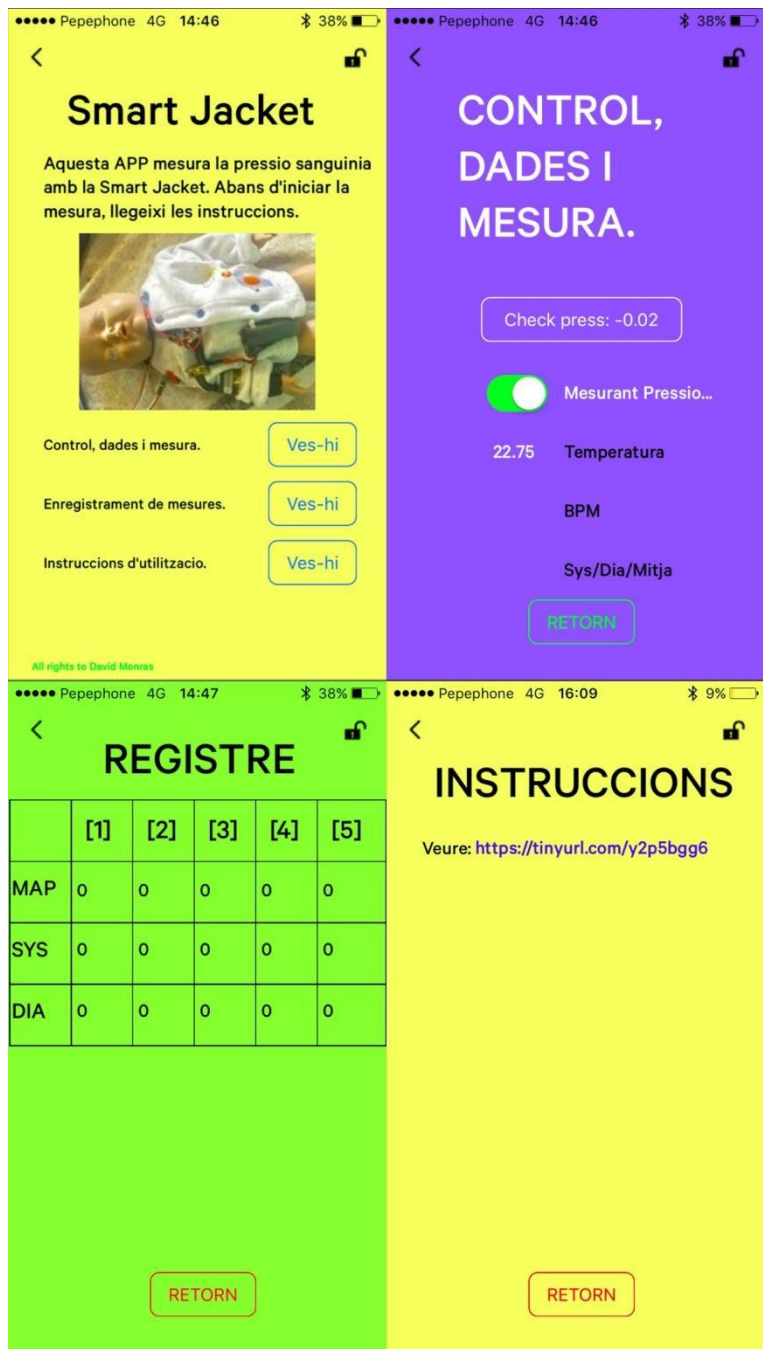 Pepephone 4G 14:46 38%
Smart Jacket
Aquesta APP mesura la pressio sanguinia
amb la Smart Jacket. Abans d'iniciar la
mesura, llegeixi les instruccions.
Control, dades i mesura. Ves-hi
Enregistrament de mesures. Ves-hi
Instruccions d'utilitzacio. Ves-hi
All rights to David Monras
Pepephone 4G 14:46 38%
CONTROL,
DADES I
MESURA.
Check press: -0.02
Mesurant Pressio...
22.75 Temperatura
BPM
Sys/Dia/Mitja
RETORN
Pepephone 4G 14:47 38%
REGISTRE
[1] [2] [3] [4] [5]
MAP 0 0 0 0 0
SYS 0 0 0 0 0
DIA 0 0 0 0 0
RETORN
Pepephone 4G 16:09 9%
INSTRUCCIONS
Veure: https://tinyurl.com/y2p5bgg6
RETORN